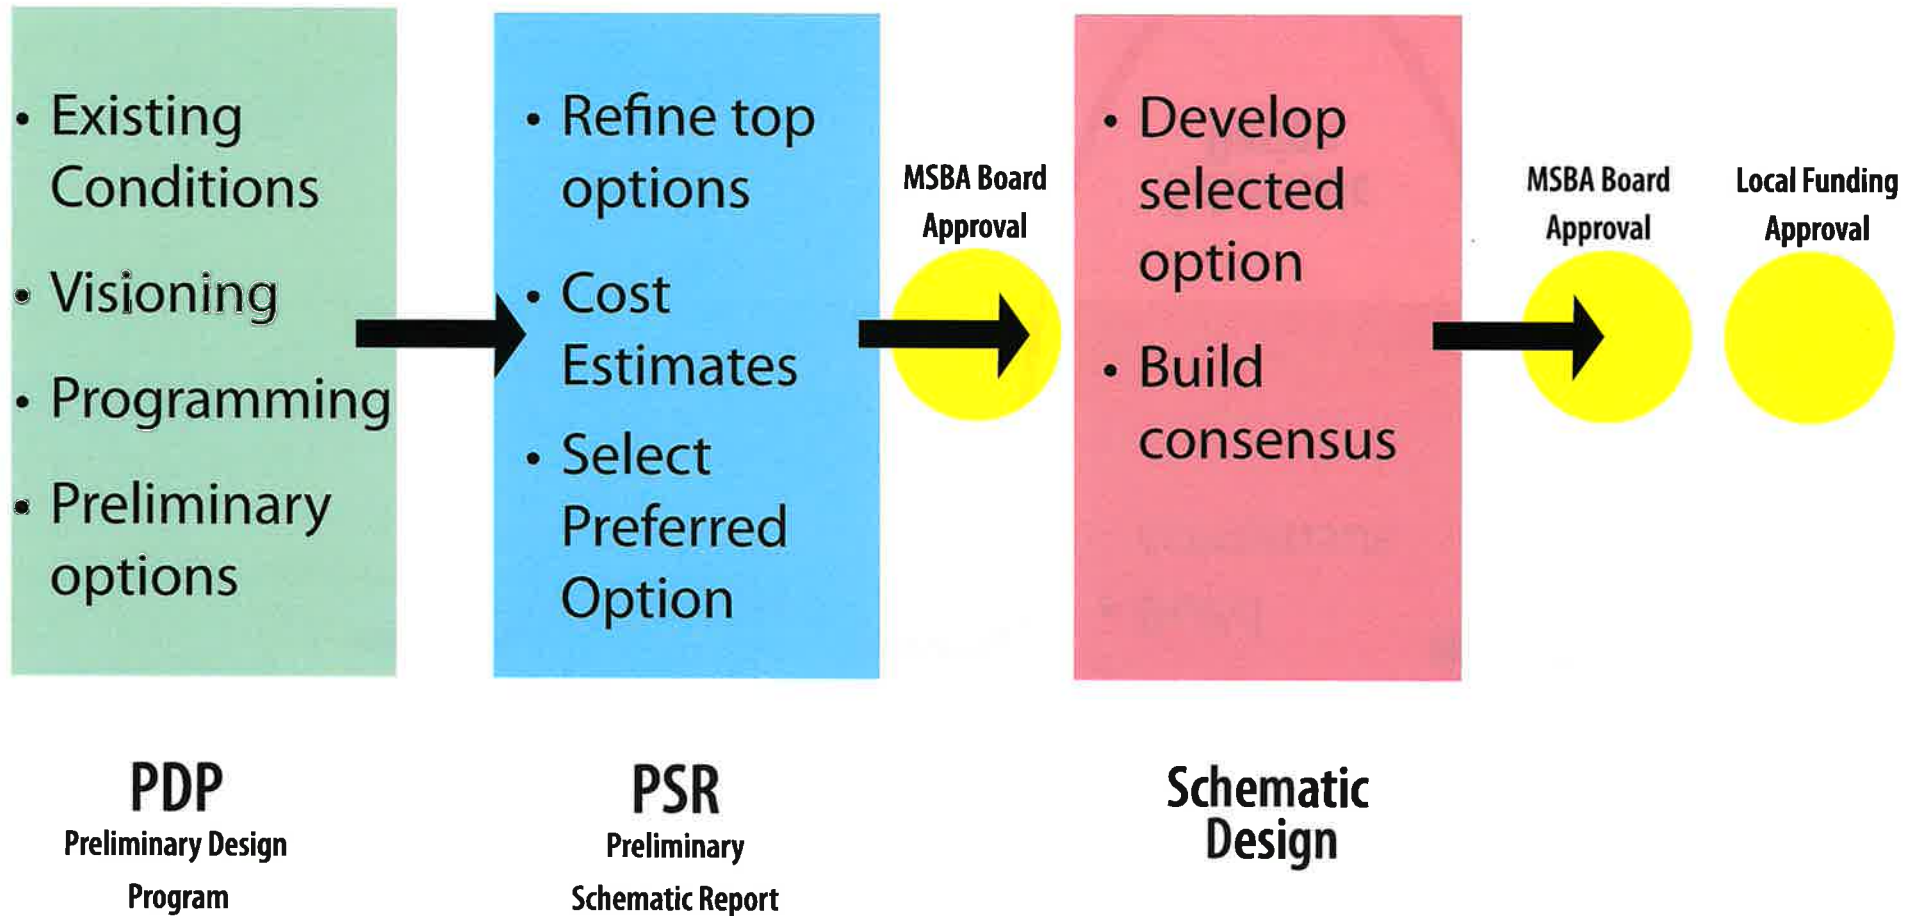 • Existing
Conditions
• Visioning
• Programming
• Preliminary
options
• Refine top
options
• Cost
Estimates
• Select
Preferred
Option
MSBA Board
Approval
• Develop
selected
option
• Build
consensus
MSBA Board
Approval
Local Funding
Approval
PDP
Preliminary Design
Program
PSR
Preliminary
Schematic Report
Schematic
Design